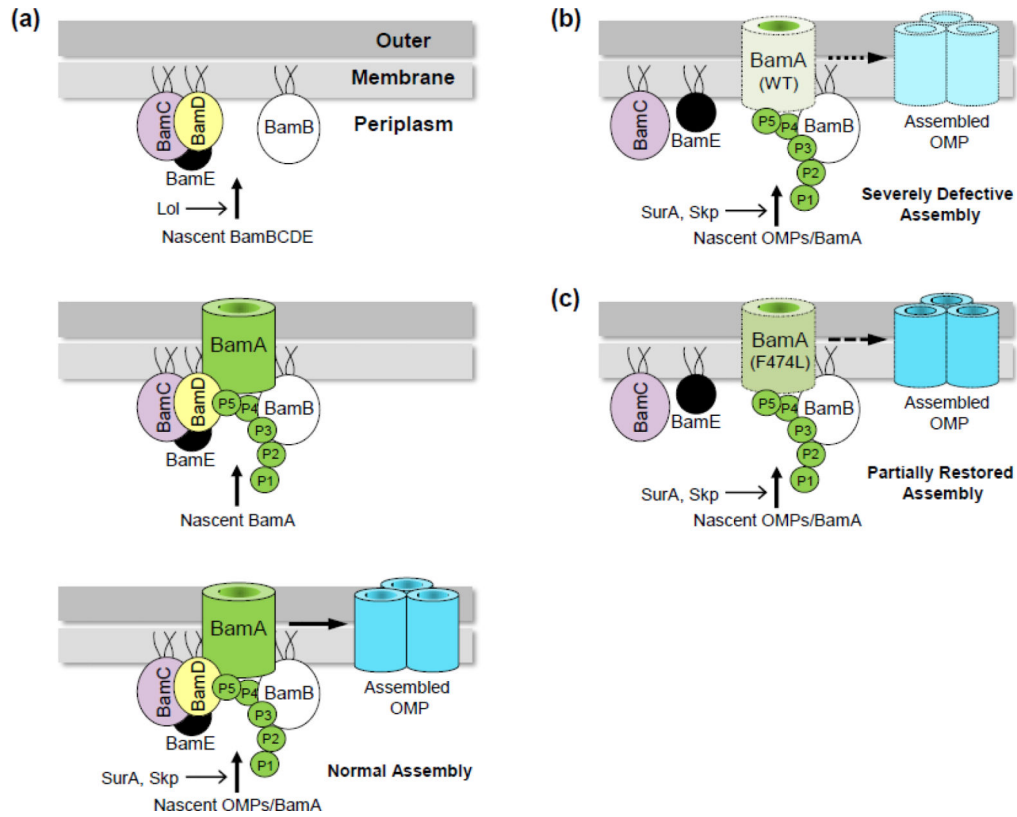 (a)
Outer
Membrane
Periplasm
BamC
BamD
BamE
BamB
Lol
Nascent BamBCDE
BamA
BamC
BamD
BamE
BamB
P5
P4
P3
P2
P1
Nascent BamA
BamA
BamC
BamD
BamE
BamB
P5
P4
P3
P2
P1
SurA, Skp
Nascent OMPs/BamA
Assembled
OMP
Normal Assembly
(b)
BamA
(WT)
BamC
BamE
BamB
P5
P4
P3
P2
P1
SurA, Skp
Nascent OMPs/BamA
Assembled
OMP
Severely Defective
Assembly
(c)
BamA
(F474L)
BamC
BamE
BamB
P5
P4
P3
P2
P1
SurA, Skp
Nascent OMPs/BamA
Assembled
OMP
Partially Restored
Assembly